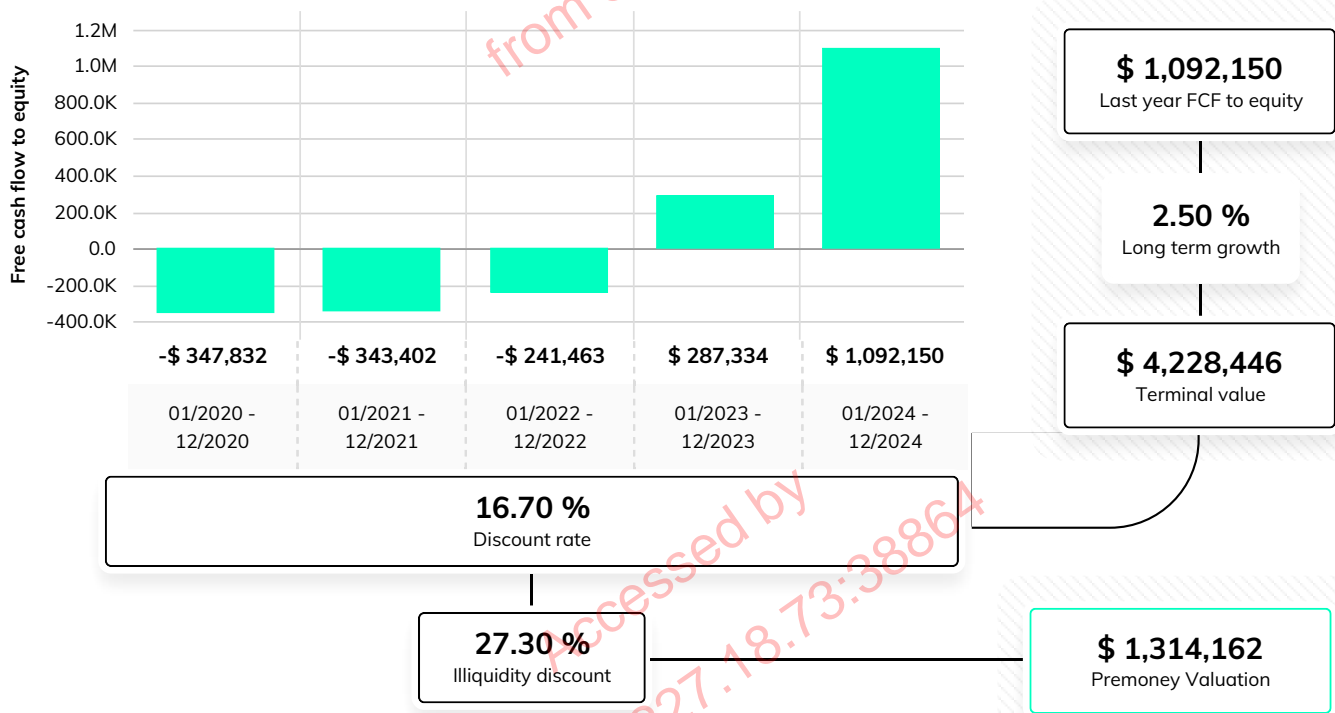 Free cash flow to equity
1.2M
1.0M
800.0K
600.0K
400.0K
200.0K
0.0
-200.0K
-400.0K
-$ 347,832
-$ 343,402
-$ 241,463
$ 287,334
$ 1,092,150
01/2020 -
12/2020
01/2021 -
12/2021
01/2022 -
12/2022
01/2023 -
12/2023
01/2024 -
12/2024
16.70 %
Discount rate
27.30 %
Illiquidity discount
$ 1,092,150
Last year FCF to equity
2.50 %
Long term growth
$ 4,228,446
Terminal value
$ 1,314,162
Premoney Valuation
from
Accessed by
227.18.73:38864